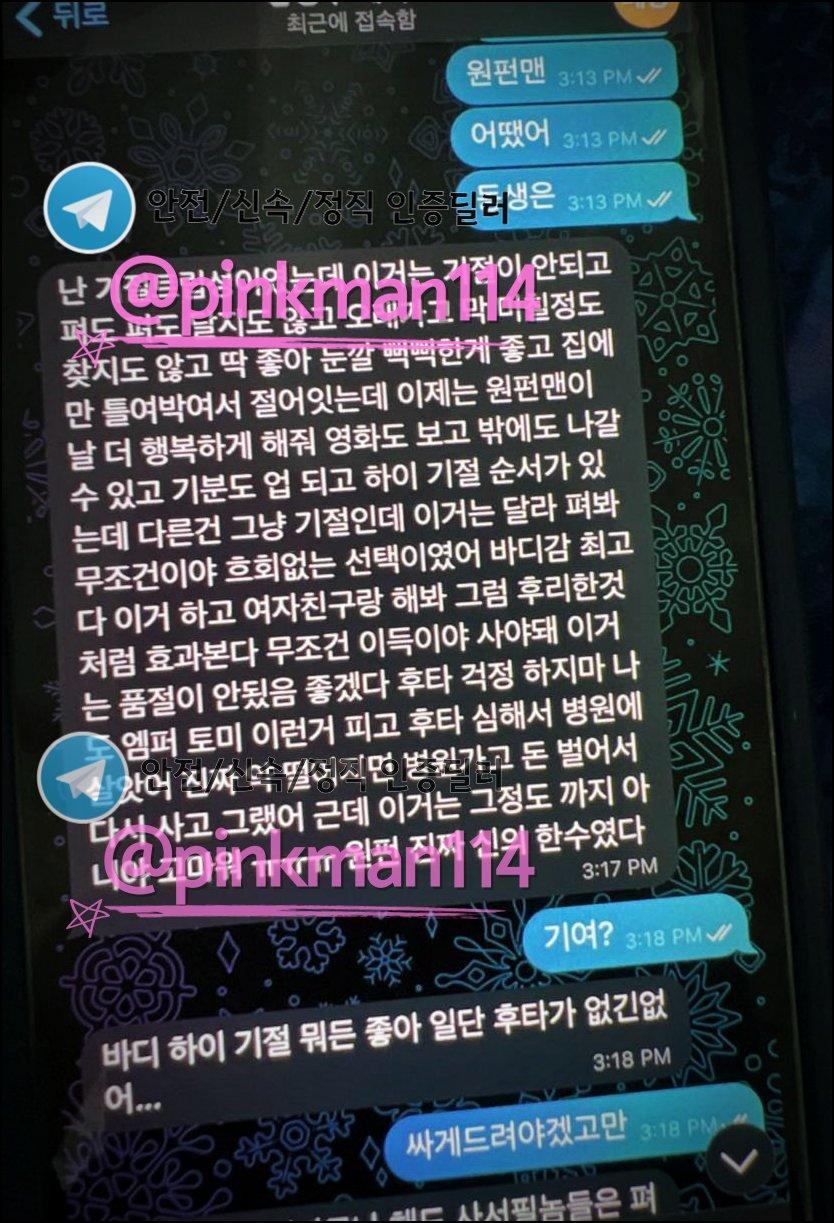 뒤로
최근에 접속함
원펀맨 3:13 PM
어땠어 3:13 PM
3:13 PM
안전/신속/정직 인증딜러
@pinkman114
이거는 기절이 안되고
찾지도 않고 딱 좋아 눈깔 뻑뻑한게 좋고 집에
만 틀여박여서 절어잇는데 이제는 원펀맨이
날 더 행복하게 해줘 영화도 보고 밖에도 나갈
수 있고 기분도 업 되고 하이 기절 순서가 있
는데 다른건 그냥 기절인데 이거는 달라 펴봐
무조건이야 흐회없는 선택이였어 바디감 최고
다 이거 하고 여자친구랑 해봐 그럼 후리한것
처럼 효과본다 무조건 이득이야 사야돼 이거
는 품절이 안됬음 좋겠다 후타 걱정 하지마 나
도 엠퍼 토미 이런거 피고 후타 심해서 병원에
안전/신속/정직 인증딜러
돈 벌어서
다시 사고 그랬어 근데 이거는 그정도 까지 아
@pinkman114
원펀 진짜 신의 한수였다
3:17 PM
기여? 3:18 PM
바디 하이 기절 뭐든 좋아 일단 후타가 없긴없
어... 3:18 PM
싸게드려야겠고만 3:18 PM